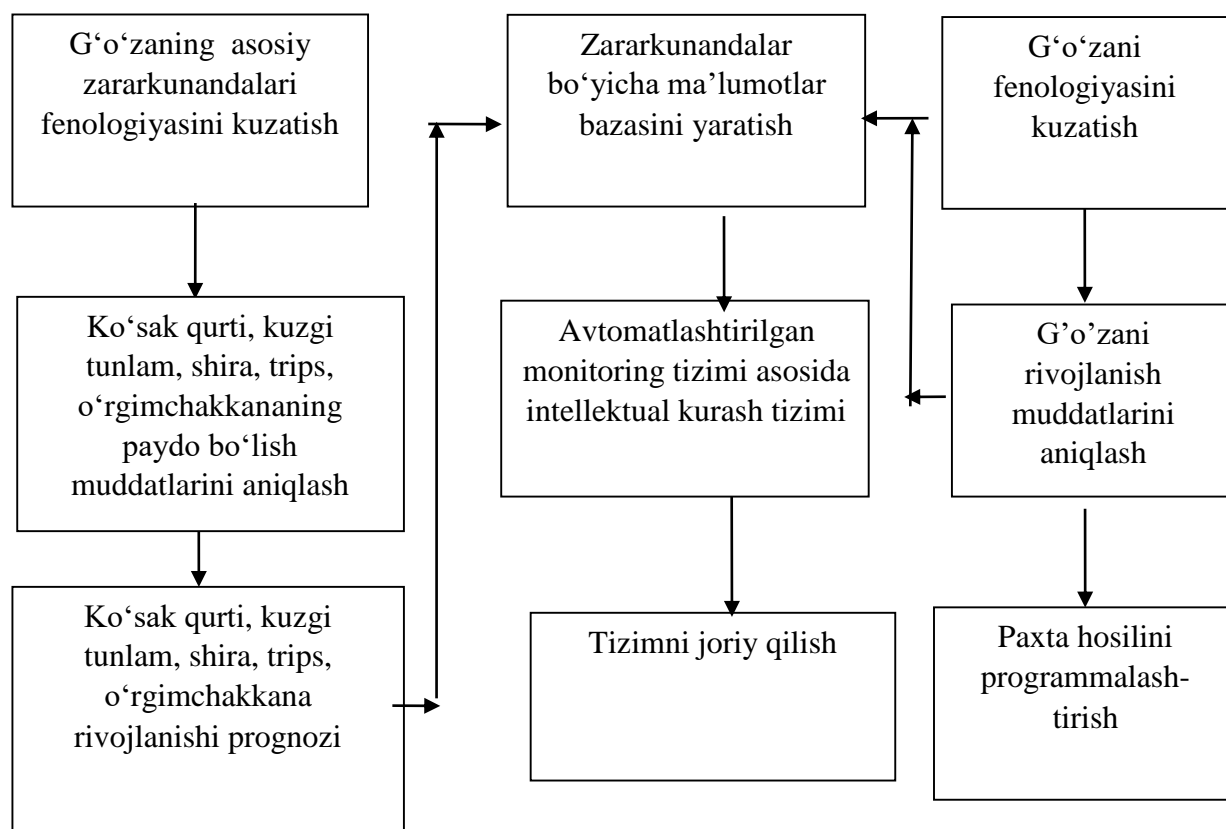 G‘o‘zaning asosiy
zararkunandalari
fenologiyasini kuzatish
Zararkunandalar
bo‘yicha ma’lumotlar
bazasini yaratish
G‘o‘zani
fenologiyasini
kuzatish
Ko‘sak qurti, kuzgi
tunlam, shira, trips,
o‘rgimchakkananing
paydo bo‘lish
muddatlarini aniqlash
Avtomatlashtirilgan
monitoring tizimi asosida
intellektual kurash tizimi
G’o’zani
rivojlanish
muddatlarini
aniqlash
Ko‘sak qurti, kuzgi
tunlam, shira, trips,
o‘rgimchakkana
rivojlanishi prognozi
Tizimni joriy qilish
Paxta hosilini
programmalash-
tirish